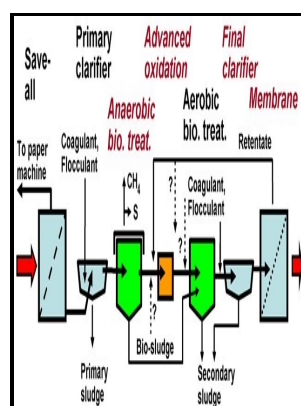 Save-
all
Primary
clarifier
Advanced
oxidation
Final
clarifier
Anaerobic
bio. treat.
Aerobic
bio. treat.
Membrane
To paper
machine
Coagulant,
Flocculant
CH4
S
?
?
Coagulant,
Flocculant
Retentate
Bio-sludge
?
Primary
sludge
Secondary
sludge